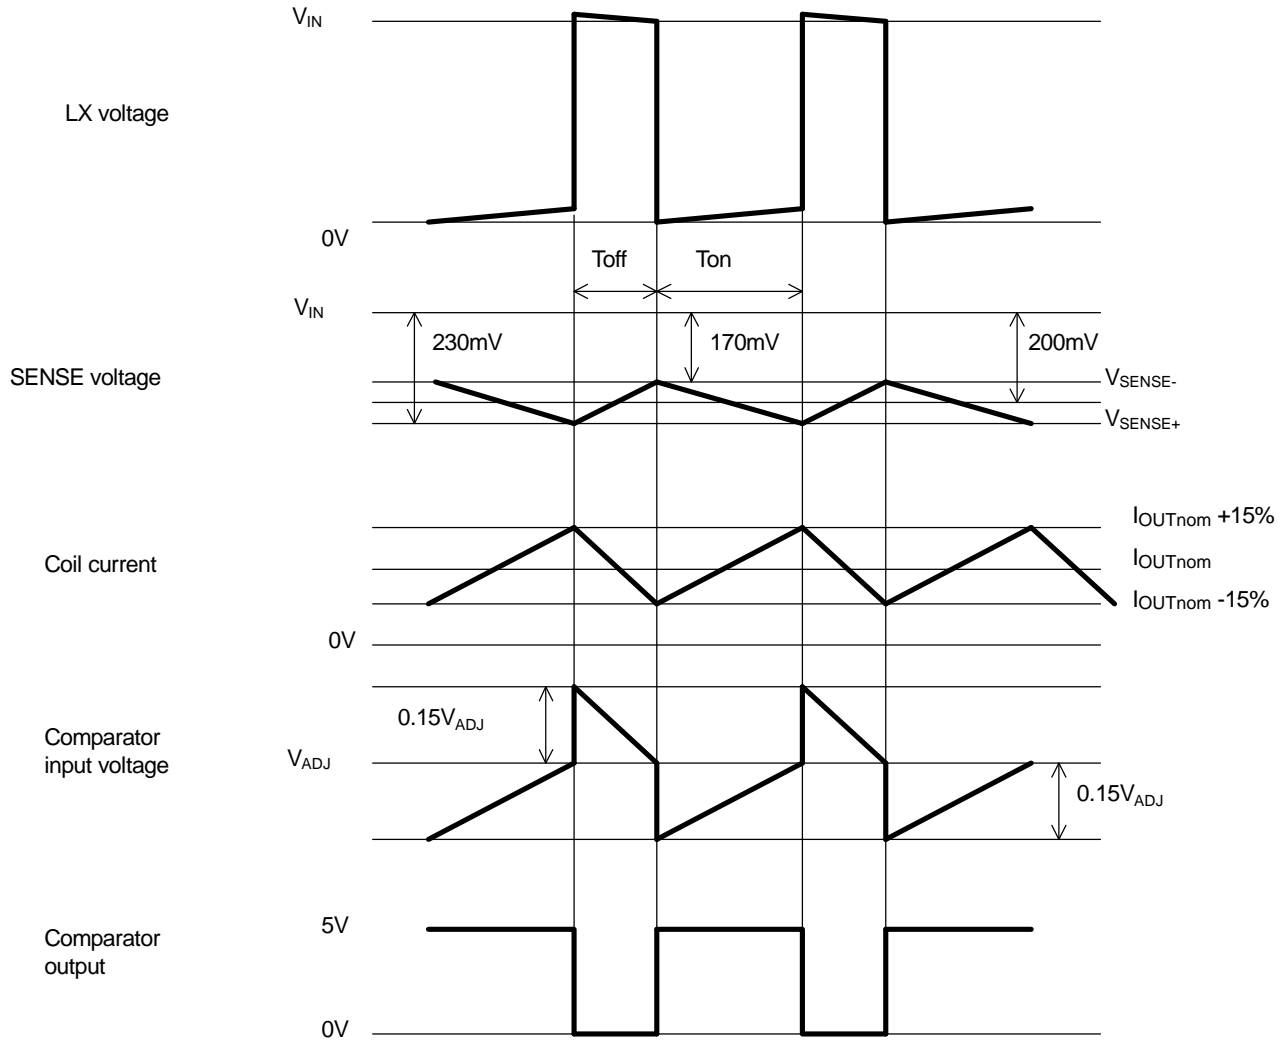 V_IN
LX voltage
0V
Toff Ton
V_IN
230mV 170mV 200mV
SENSE voltage
V_SENSE-
V_SENSE+
I_OUTnom +15%
Coil current
I_OUTnom
I_OUTnom -15%
0V
0.15V_ADJ
Comparator
input voltage
V_ADJ
0.15V_ADJ
5V
Comparator
output
0V